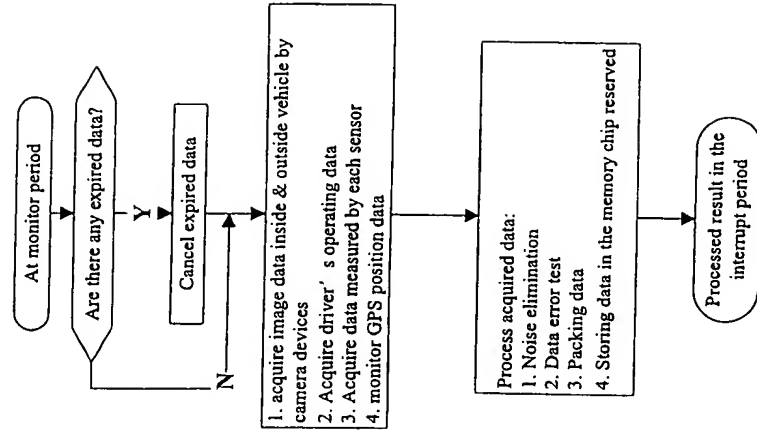 At monitor period
Are there any expired data?
Y
Cancel expired data
N
1. acquire image data inside & outside vehicle by
camera devices
2. Acquire driver′ s operating data
3. Acquire data measured by each sensor
4. monitor GPS position data
Process acquired data:
1. Noise elimination
2. Data error test
3. Packing data
4. Storing data in the memory chip reserved
Processed result in the
interrupt period